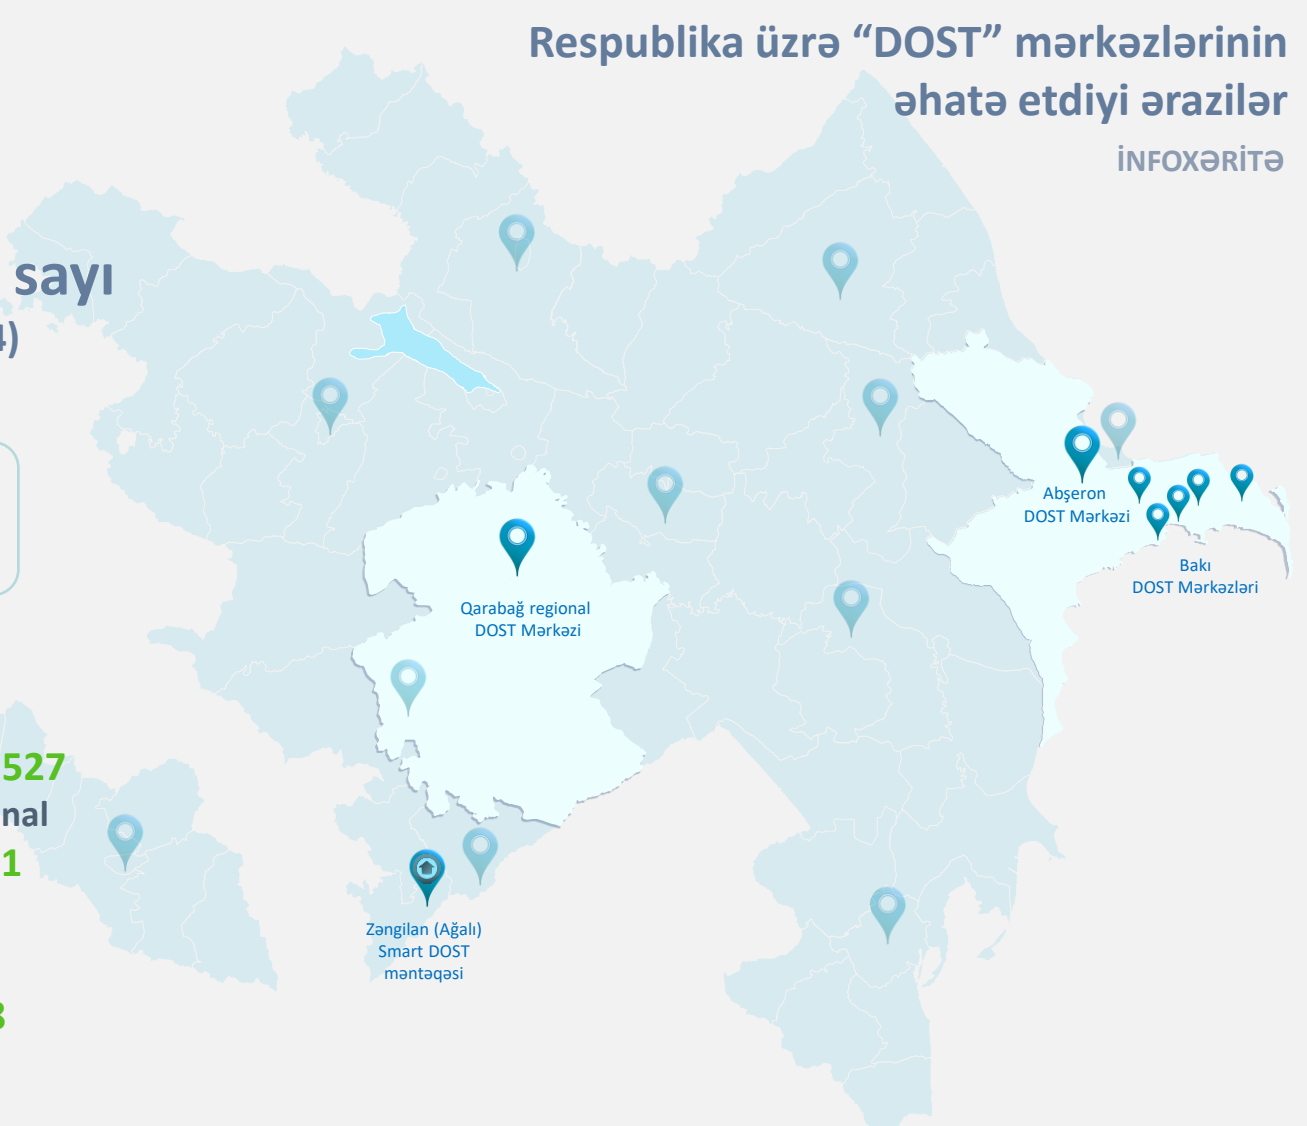 Respublika üzrə “DOST” mərkəzlərinin
əhatə etdiyi ərazilər
İNFOXƏRİTƏ
sayı
4)
Abşeron
DOST Mərkəzi
Bakı
DOST Mərkəzləri
Qarabağ regional
DOST Mərkəzi
527
nal
1
Zəngilan (Ağalı)
Smart DOST
məntəqəsi
3